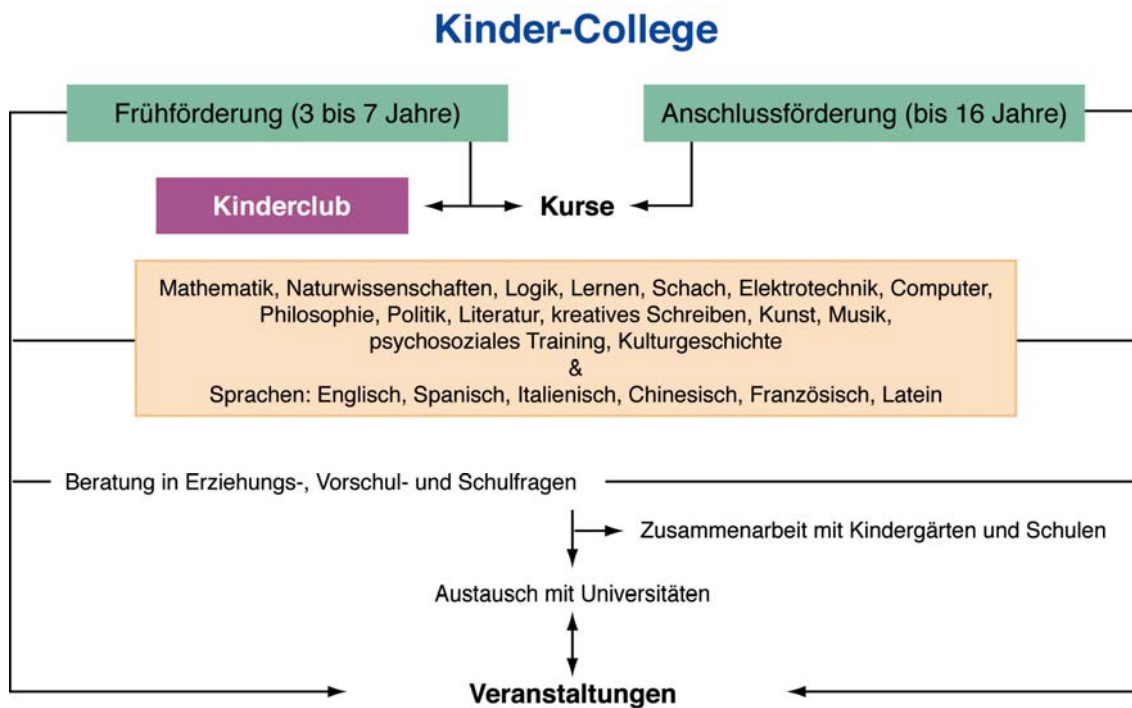 Kinder-College
Frühförderung (3 bis 7 Jahre)
Anschlussförderung (bis 16 Jahre)
Kinderclub
Kurse
Mathematik, Naturwissenschaften, Logik, Lernen, Schach, Elektrotechnik, Computer,
Philosophie, Politik, Literatur, kreatives Schreiben, Kunst, Musik,
psychosoziales Training, Kulturgeschichte
&
Sprachen: Englisch, Spanisch, Italienisch, Chinesisch, Französisch, Latein
Beratung in Erziehungs-, Vorschul- und Schulfragen
Zusammenarbeit mit Kindergärten und Schulen
Austausch mit Universitäten
Veranstaltungen